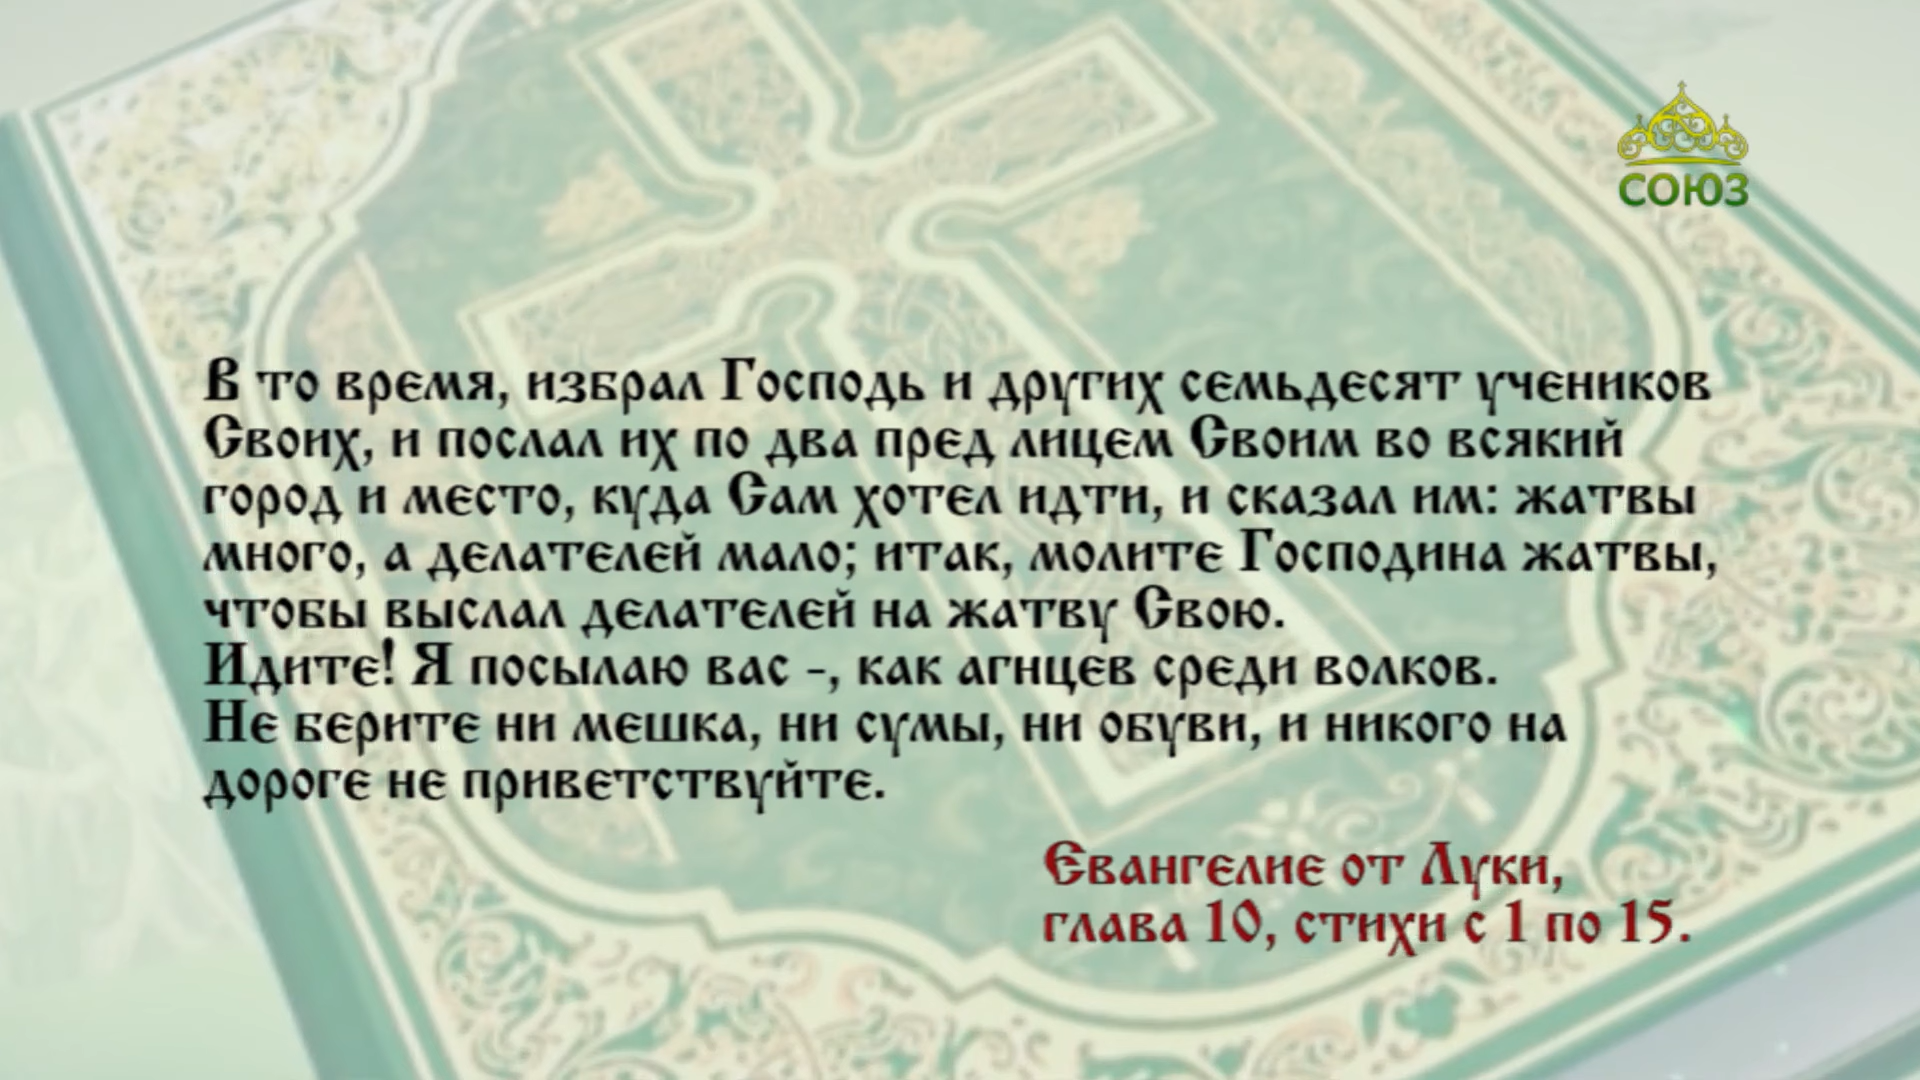 СОЮЗ
В то время, избрал Господь и других семьдесят учеников
Своих, и послал их по два пред лицем Своим во всякий
город и место, куда Сам хотел идти, и сказал им: жатвы
много, а делателей мало; итак, молите Господина жатвы,
чтобы выслал делателей на жатву Свою.
Идите! Я посылаю вас -, как агнцев среди волков.
Не берите ни мешка, ни сумы, ни обуви, и никого на
дороге не приветствуйте.
Евангелие от Луки,
глава 10, стихи с 1 по 15.